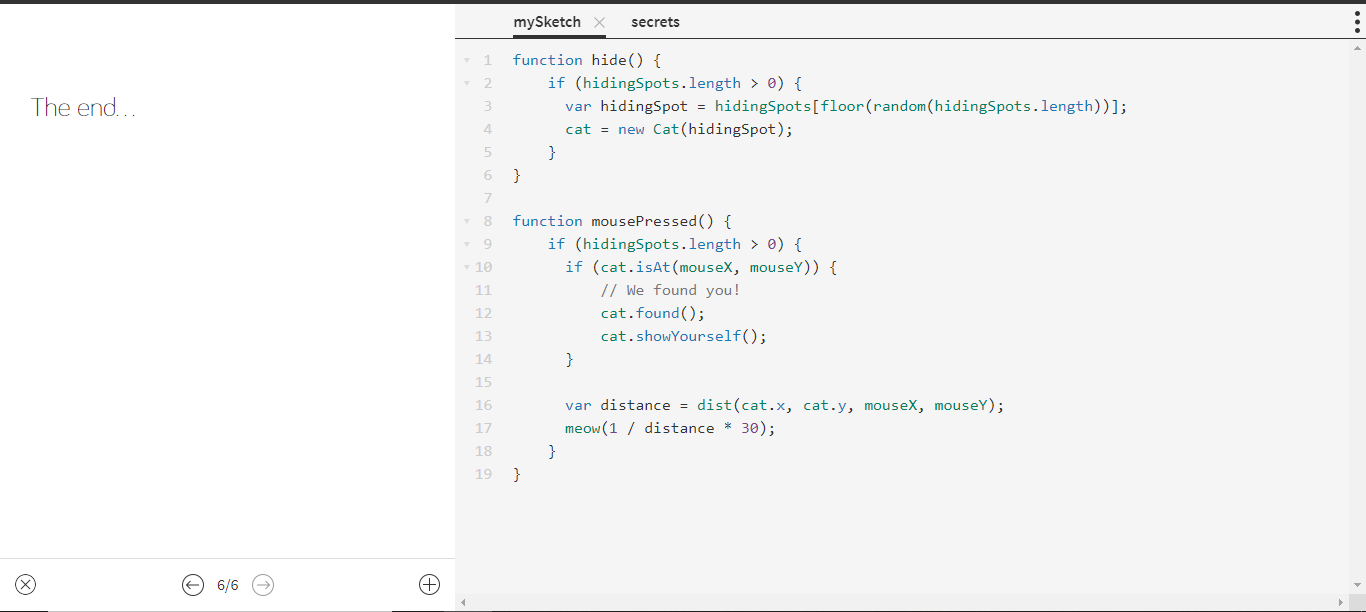 mySketch
secrets
The end...
1 function hide() {
2 if (hidingSpots.length > 0) {
3 var hidingSpot = hidingSpots[floor(random(hidingSpots.length))];
4 cat = new Cat(hidingSpot);
5 }
6 }
7
8 function mousePressed() {
9 if (hidingSpots.length > 0) {
10 if (cat.isAt(mouseX, mouseY)) {
11 // We found you!
12 cat.found();
13 cat.showYourself();
14 }
15
16 var distance = dist(cat.x, cat.y, mouseX, mouseY);
17 meow(1 / distance * 30);
18 }
19 }
6/6